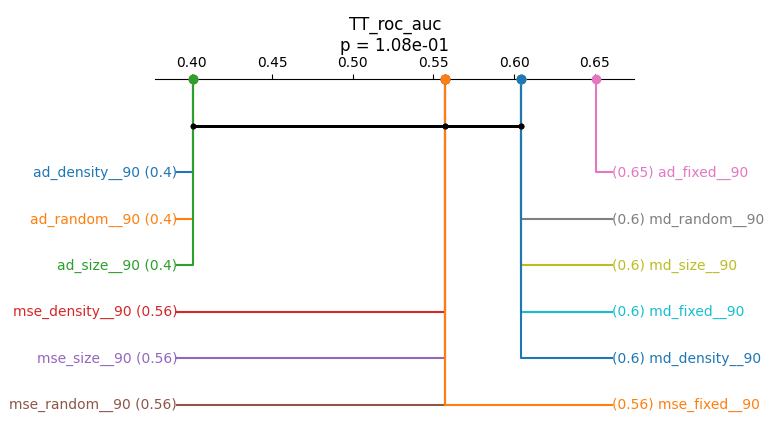 TT_roc_auc
p = 1.08e-01
0.40 0.45 0.50 0.55 0.60 0.65
ad_density__90 (0.4)
(0.65) ad_fixed__90
ad_random__90 (0.4)
(0.6) md_random__90
ad_size__90 (0.4)
(0.6) md_size__90
mse_density__90 (0.56)
(0.6) md_fixed__90
mse_size__90 (0.56)
(0.6) md_density__90
mse_random__90 (0.56)
(0.56) mse_fixed__90